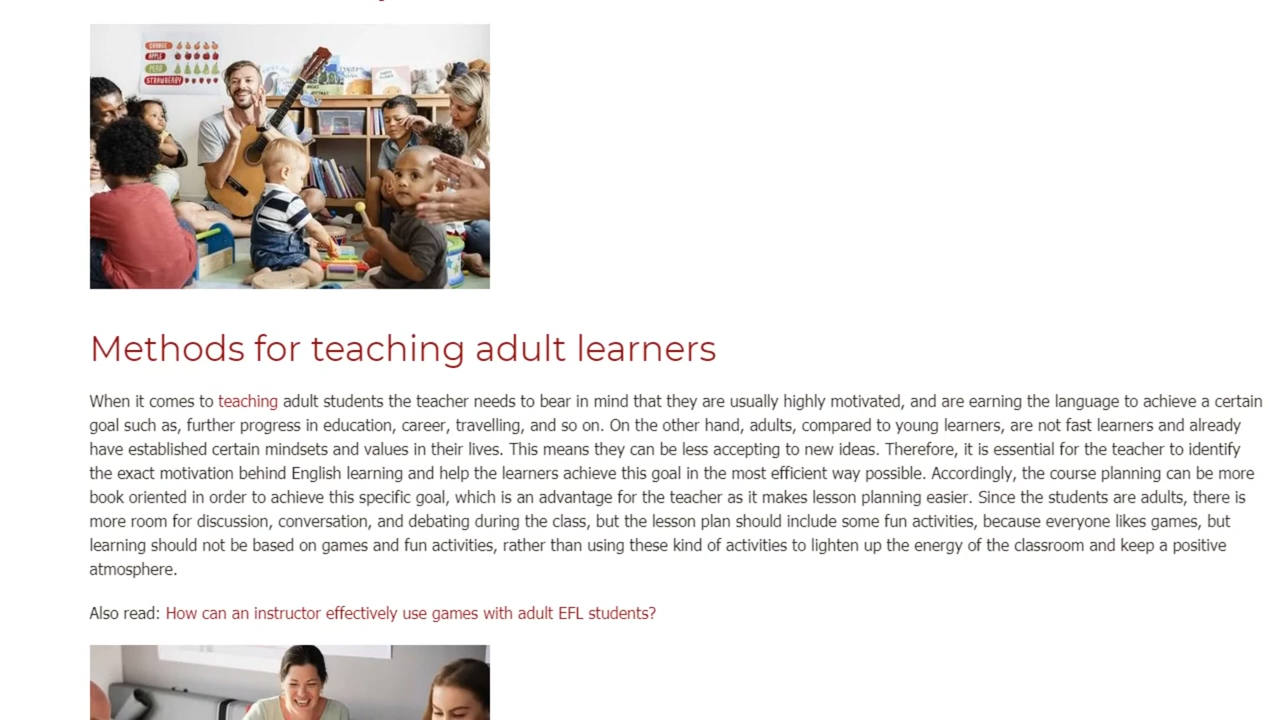 ORANGE
APPLE
PEAR
STRAWBERRY
Methods for teaching adult learners
When it comes to teaching adult students the teacher needs to bear in mind that they are usually highly motivated, and are earning the language to achieve a certain
goal such as, further progress in education, career, travelling, and so on. On the other hand, adults, compared to young learners, are not fast learners and already
have established certain mindsets and values in their lives. This means they can be less accepting to new ideas. Therefore, it is essential for the teacher to identify
the exact motivation behind English learning and help the learners achieve this goal in the most efficient way possible. Accordingly, the course planning can be more
book oriented in order to achieve this specific goal, which is an advantage for the teacher as it makes lesson planning easier. Since the students are adults, there is
more room for discussion, conversation, and debating during the class, but the lesson plan should include some fun activities, because everyone likes games, but
learning should not be based on games and fun activities, rather than using these kind of activities to lighten up the energy of the classroom and keep a positive
atmosphere.
Also read: How can an instructor effectively use games with adult EFL students?